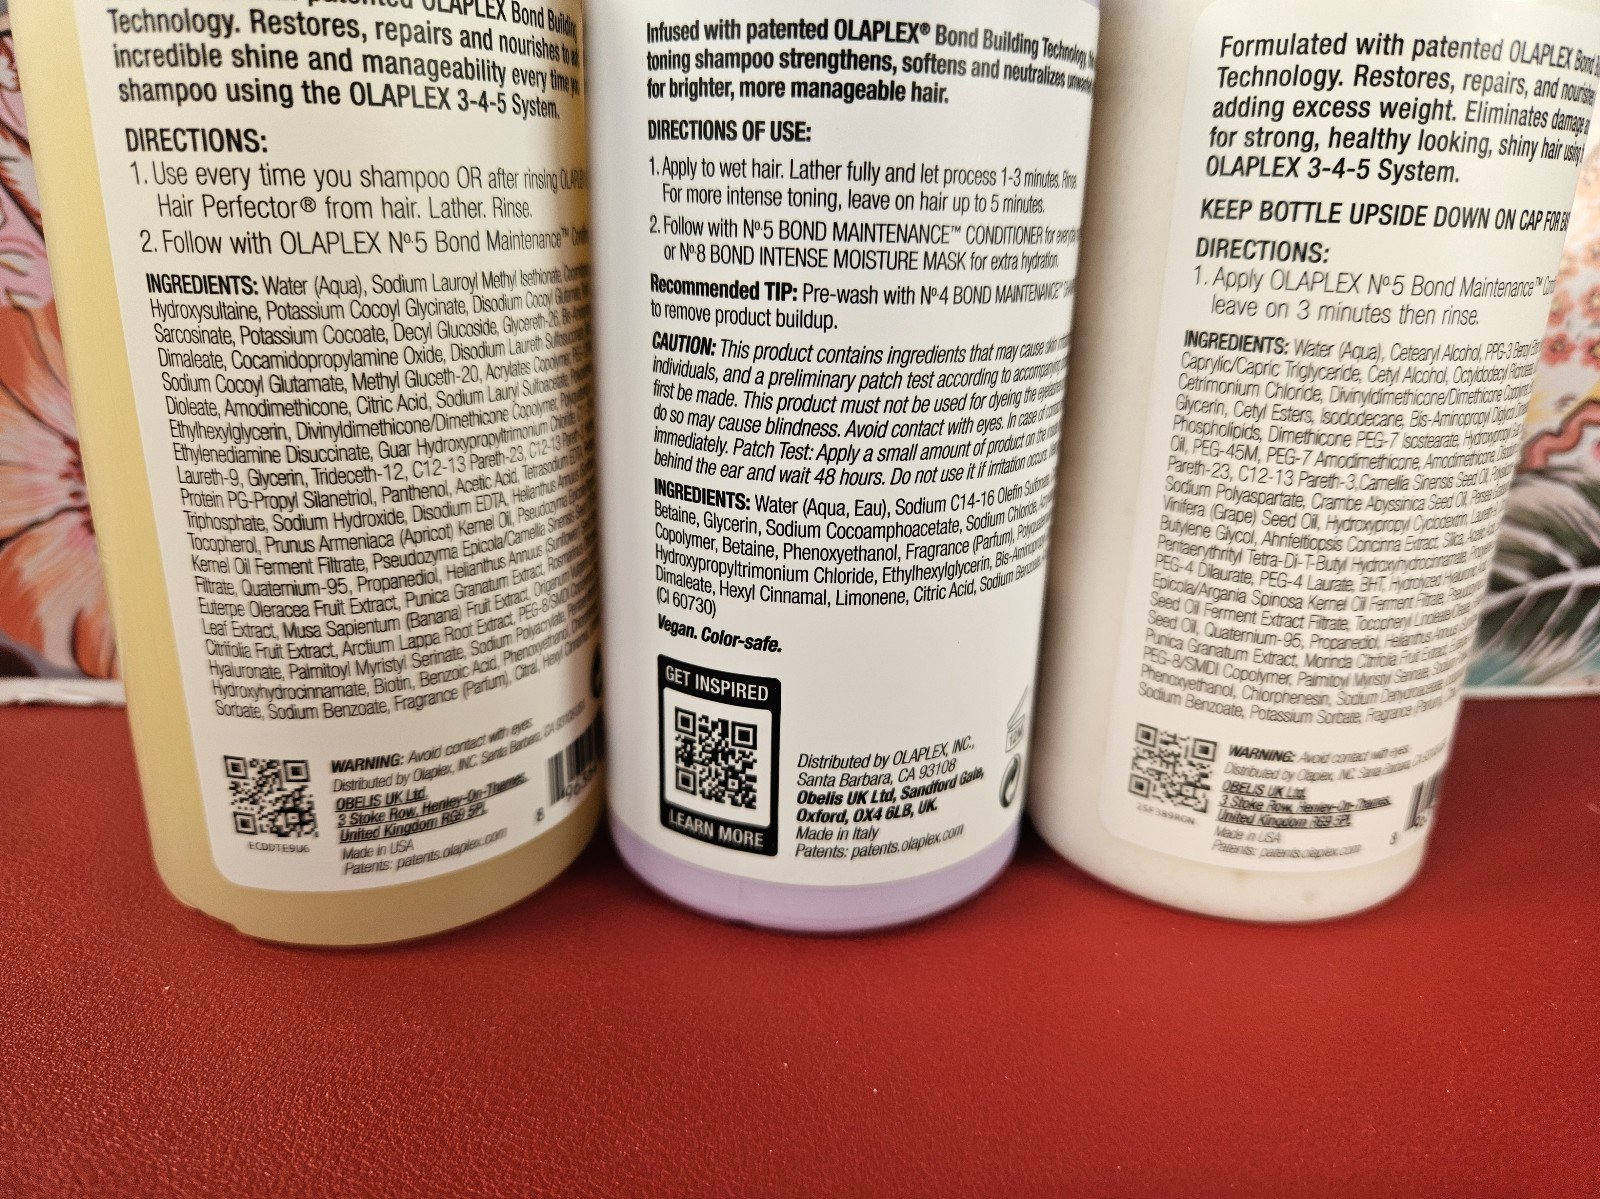 patented OLAPLEX Bond Building
Technology. Restores, repairs and nourishes to add
incredible shine and manageability every time you
shampoo using the OLAPLEX 3-4-5 System.
DIRECTIONS:
1. Use every time you shampoo OR after rinsing
Hair Perfector® from hair. Lather. Rinse.
2. Follow with OLAPLEX Nº5 Bond Maintenance™
INGREDIENTS: Water (Aqua), Sodium Lauroyl Methyl Isethionate,
Hydroxysultaine, Potassium Cocoyl Glycinate, Disodium Cocoyl
Sarcosinate, Potassium Cocoate, Decyl Glucoside, Glycereth-26,
Dimaleate, Cocamidopropylamine Oxide, Disodium Laureth
Sodium Cocoyl Glutamate, Methyl Gluceth-20, Acrylates Copolymer,
Dioleate, Amodimethicone, Citric Acid, Sodium Lauryl Sulfoacetate,
Ethylhexylglycerin, Divinyldimethicone/Dimethicone Copolymer,
Ethylenediamine Disuccinate, Guar Hydroxypropyltrimonium
Laureth-9, Glycerin, Trideceth-12, C12-13 Pareth-23, C12-13
Protein PG-Propyl Silanetriol, Panthenol, Acetic Acid, Tetrasodium
Triphosphate, Sodium Hydroxide, Disodium EDTA, Helianthus Annuus
Tocopherol, Prunus Armeniaca (Apricot) Kernel Oil, Pseudozyma
Kernel Oil Ferment Filtrate, Pseudozyma Epicola/Camellia Sinensis
Filtrate, Quaternium-95, Propanediol, Helianthus Annuus
Euterpe Oleracea Fruit Extract, Punica Granatum Extract,
Leaf Extract, Musa Sapientum (Banana) Fruit Extract,
Citrifolia Fruit Extract, Arctium Lappa Root Extract, PEG-8/SMDI
Hyaluronate, Palmitoyl Myristyl Serinate, Sodium Polyacrylate,
Hydroxyhydrocinnamate, Biotin, Benzoic Acid, Phenoxyethanol,
Sorbate, Sodium Benzoate, Fragrance (Parfum), Citral, Hexyl
ECDDTE9U6
WARNING: Avoid contact with eyes.
Distributed by Olaplex, INC. Santa Barbara, CA
OBELIS UK Ltd.
3 Stoke Row, Henley-On-Thames,
United Kingdom RG9 5PL
Made in USA
Patents: patents.olaplex.com
8
Infused with patented OLAPLEX® Bond Building Technology,
toning shampoo strengthens, softens and neutralizes
for brighter, more manageable hair.
DIRECTIONS OF USE:
1. Apply to wet hair. Lather fully and let process 1-3 minutes. Rinse.
For more intense toning, leave on hair up to 5 minutes.
2. Follow with Nº5 BOND MAINTENANCE™ CONDITIONER for
or Nº8 BOND INTENSE MOISTURE MASK for extra hydration.
Recommended TIP: Pre-wash with Nº4 BOND MAINTENANCE™
to remove product buildup.
CAUTION: This product contains ingredients that may cause skin
individuals, and a preliminary patch test according to accompanying
first be made. This product must not be used for dyeing the
do so may cause blindness. Avoid contact with eyes. In case of
immediately. Patch Test: Apply a small amount of product on the
behind the ear and wait 48 hours. Do not use it if irritation occurs.
INGREDIENTS: Water (Aqua, Eau), Sodium C14-16 Olefin
Betaine, Glycerin, Sodium Cocoamphoacetate, Sodium Chloride,
Copolymer, Betaine, Phenoxyethanol, Fragrance (Parfum),
Hydroxypropyltrimonium Chloride, Ethylhexylglycerin,
Dimaleate, Hexyl Cinnamal, Limonene, Citric Acid, Sodium
(CI 60730)
Vegan. Color-safe.
GET INSPIRED
LEARN MORE
Distributed by OLAPLEX, INC.,
Santa Barbara, CA 93108
Obelis UK Ltd, Sandford Gate,
Oxford, OX4 6LB, UK.
Made in Italy
Patents: patents.olaplex.com
Formulated with patented OLAPLEX Bond
Technology. Restores, repairs, and
adding excess weight. Eliminates damage
for strong, healthy looking, shiny hair using
OLAPLEX 3-4-5 System.
KEEP BOTTLE UPSIDE DOWN ON CAP FOR
DIRECTIONS:
1. Apply OLAPLEX Nº5 Bond Maintenance™
leave on 3 minutes then rinse.
INGREDIENTS: Water (Aqua), Cetearyl Alcohol,
Caprylic/Capric Triglyceride, Cetyl Alcohol,
Cetrimonium Chloride, Divinyldimethicone/Dimethicone
Glycerin, Cetyl Esters, Isododecane, Bis-Aminopropyl
Phospholipids, Dimethicone PEG-7 Isostearate,
Oil, PEG-45M, PEG-7 Amodimethicone, Amodimethicone,
Pareth-23, C12-13 Pareth-3, Camellia Sinensis Seed Oil,
Sodium Polyaspartate, Crambe Abyssinica Seed Oil,
Vinifera (Grape) Seed Oil, Hydroxypropyl Cyclodextrin,
Butylene Glycol, Ahnfeltiopsis Concinna Extract, Silica,
Pentaerythrityl Tetra-Di-T-Butyl Hydroxyhydrocinnamate,
PEG-4 Dilaurate, PEG-4 Laurate, BHT, Hydrolyzed
Epicola/Argania Spinosa Kernel Oil Ferment Filtrate,
Seed Oil Ferment Extract Filtrate, Tocopheryl
Seed Oil, Quaternium-95, Propanediol, Helianthus Annuus
Punica Granatum Extract, Morinda Citrifolia Fruit Extract,
PEG-8/SMDI Copolymer, Palmitoyl Myristyl Serinate,
Phenoxyethanol, Chlorphenesin, Sodium Dehydroacetate,
Sodium Benzoate, Potassium Sorbate, Fragrance
WARNING: Avoid contact with eyes.
Distributed by Olaplex, INC. Santa Barbara, CA
OBELIS UK Ltd.
3 Stoke Row, Henley-On-Thames,
United Kingdom RG9 5PL
Made in USA
Patents: patents.olaplex.com
8